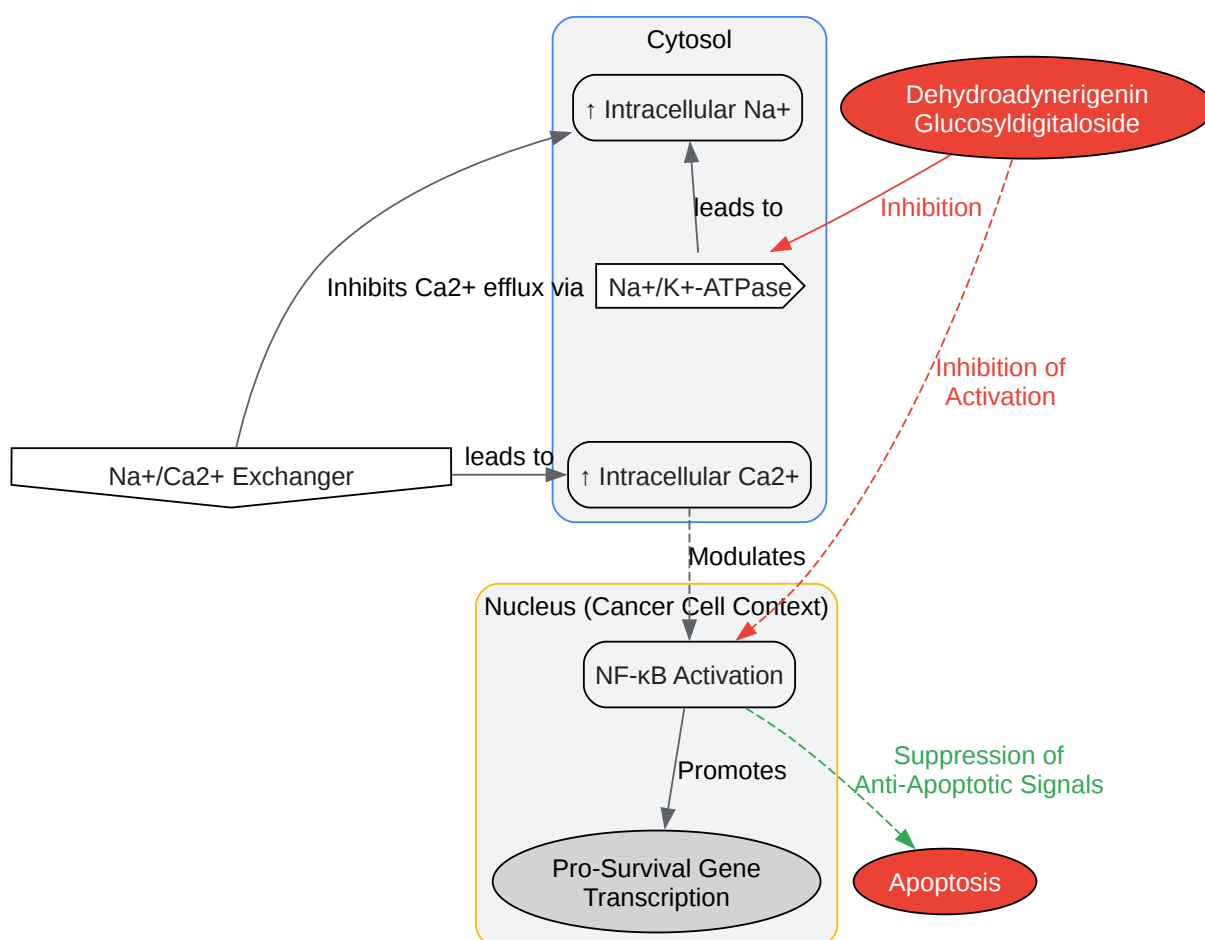 Cytosol
↑ Intracellular Na+
Dehydroadynerigenin
Glucosyldigitaloside
leads to
Inhibition
Inhibits Ca2+ efflux via
Na+/K+-ATPase
Inhibition of
Activation
leads to
Na+/Ca2+ Exchanger
↑ Intracellular Ca2+
Modulates
Nucleus (Cancer Cell Context)
NF-κB Activation
Suppression of
Anti-Apoptotic Signals
Promotes
Pro-Survival Gene
Transcription
Apoptosis